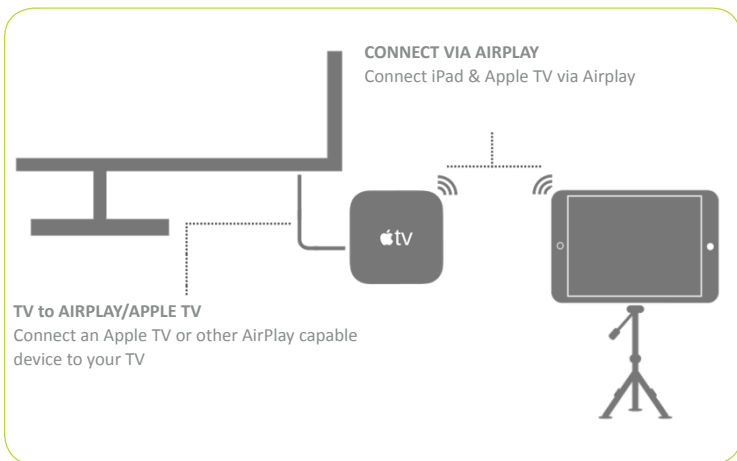 CONNECT VIA AIRPLAY
Connect iPad & Apple TV via Airplay
tv
TV to AIRPLAY/APPLE TV
Connect an Apple TV or other AirPlay capable
device to your TV